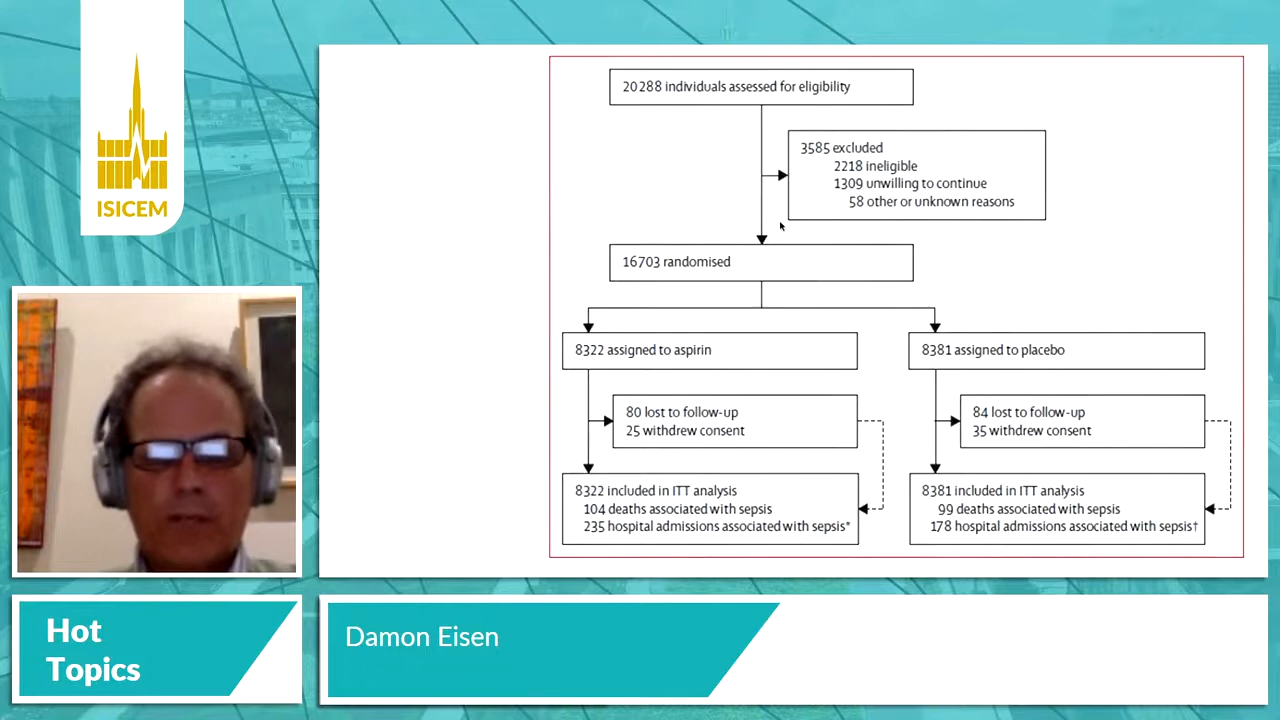 ISICEM
20288 individuals assessed for eligibility
3585 excluded
2218 ineligible
1309 unwilling to continue
58 other or unknown reasons
16703 randomised
8322 assigned to aspirin
8381 assigned to placebo
80 lost to follow-up
25 withdrew consent
84 lost to follow-up
35 withdrew consent
8322 included in ITT analysis
104 deaths associated with sepsis
235 hospital admissions associated with sepsis*
8381 included in ITT analysis
99 deaths associated with sepsis
178 hospital admissions associated with sepsis†
Hot
Topics
Damon Eisen